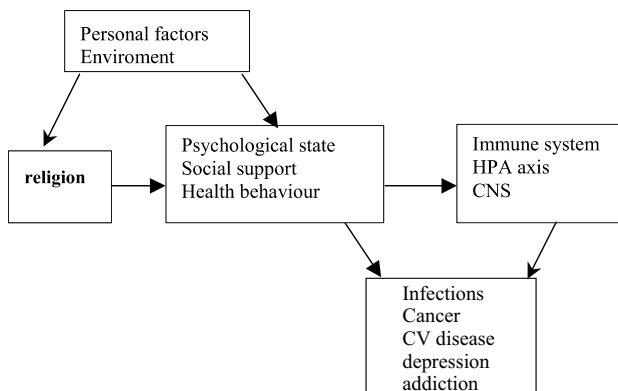 Personal factors
Enviroment
religion
Psychological state
Social support
Health behaviour
Immune system
HPA axis
CNS
Infections
Cancer
CV disease
depression
addiction